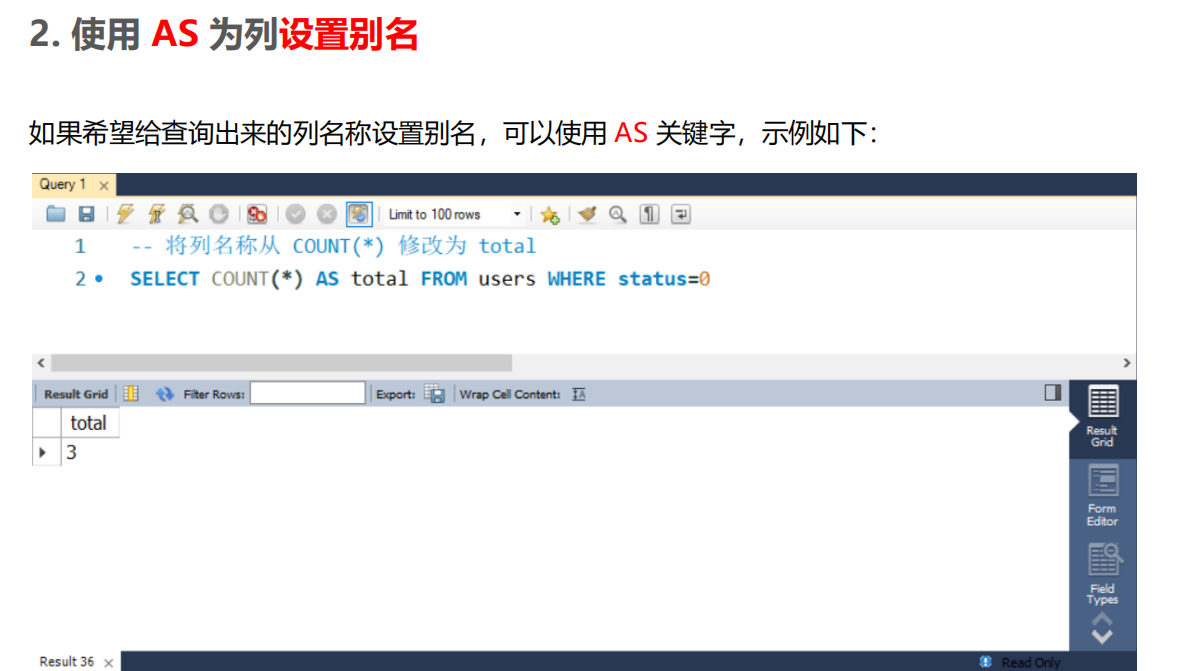 2. 使用 AS 为列设置别名
如果希望给查询出来的列名称设置别名，可以使用 AS 关键字，示例如下：
Query 1
Limit to 100 rows
1 -- 将列名称从 COUNT(*) 修改为 total
2 SELECT COUNT(*) AS total FROM users WHERE status=0
Result Grid Filter Rows: Export: Wrap Cell Content:
total
3
Result
Grid
Form
Editor
Field
Types
Result 36
Read Only